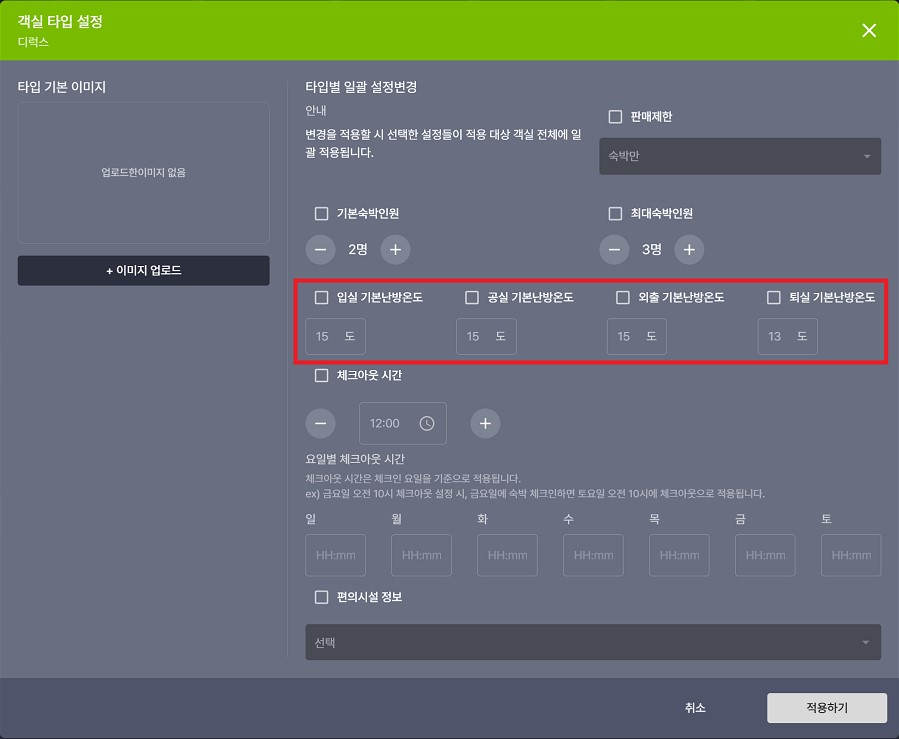 객실 타입 설정
디럭스
타입 기본 이미지
업로드한이미지 없음
+ 이미지 업로드
타입별 일괄 설정변경
안내
변경을 적용할 시 선택한 설정들이 적용 대상 객실 전체에 일
괄 적용됩니다.
판매제한
숙박만
기본숙박인원
2명
최대숙박인원
3명
입실 기본난방온도
15 도
공실 기본난방온도
15 도
외출 기본난방온도
15 도
퇴실 기본난방온도
13 도
체크아웃 시간
12:00
요일별 체크아웃 시간
체크아웃 시간은 체크인 요일을 기준으로 적용됩니다.
ex) 금요일 오전 10시 체크아웃 설정 시, 금요일에 숙박 체크인하면 토요일 오전 10시에 체크아웃으로 적용됩니다.
일 월 화 수 목 금 토
HH:mm HH:mm HH:mm HH:mm HH:mm HH:mm HH:mm
편의시설 정보
선택
취소
적용하기